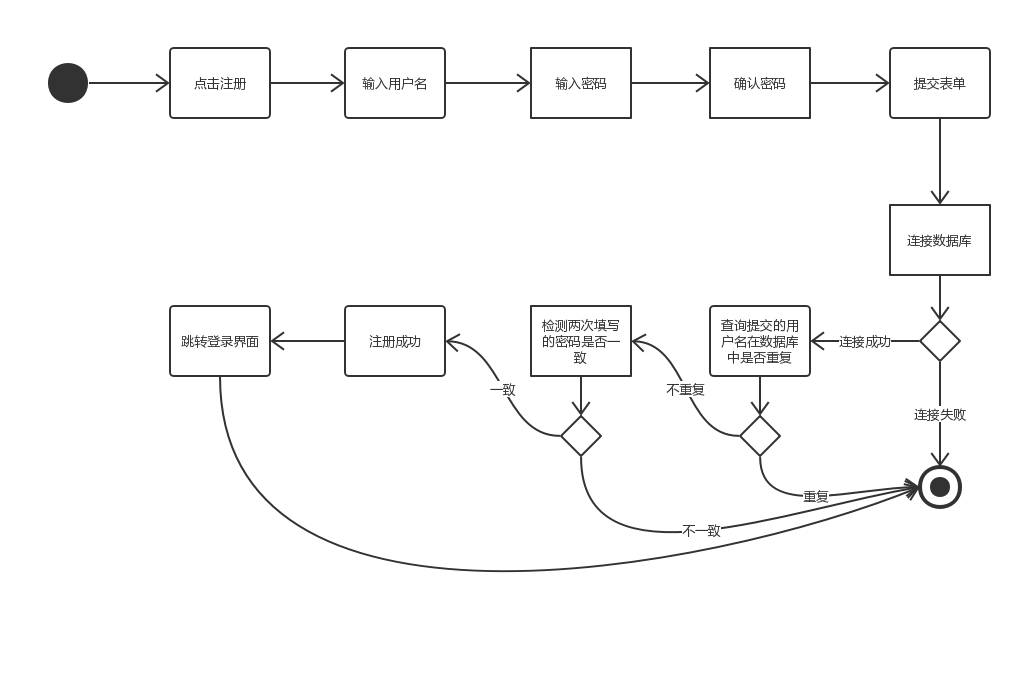 点击注册
输入用户名
输入密码
确认密码
提交表单
连接数据库
跳转登录界面
注册成功
检测两次填写
的密码是否一
致
查询提交的用
户名在数据库
中是否重复
连接成功
一致
不重复
连接失败
重复
不一致